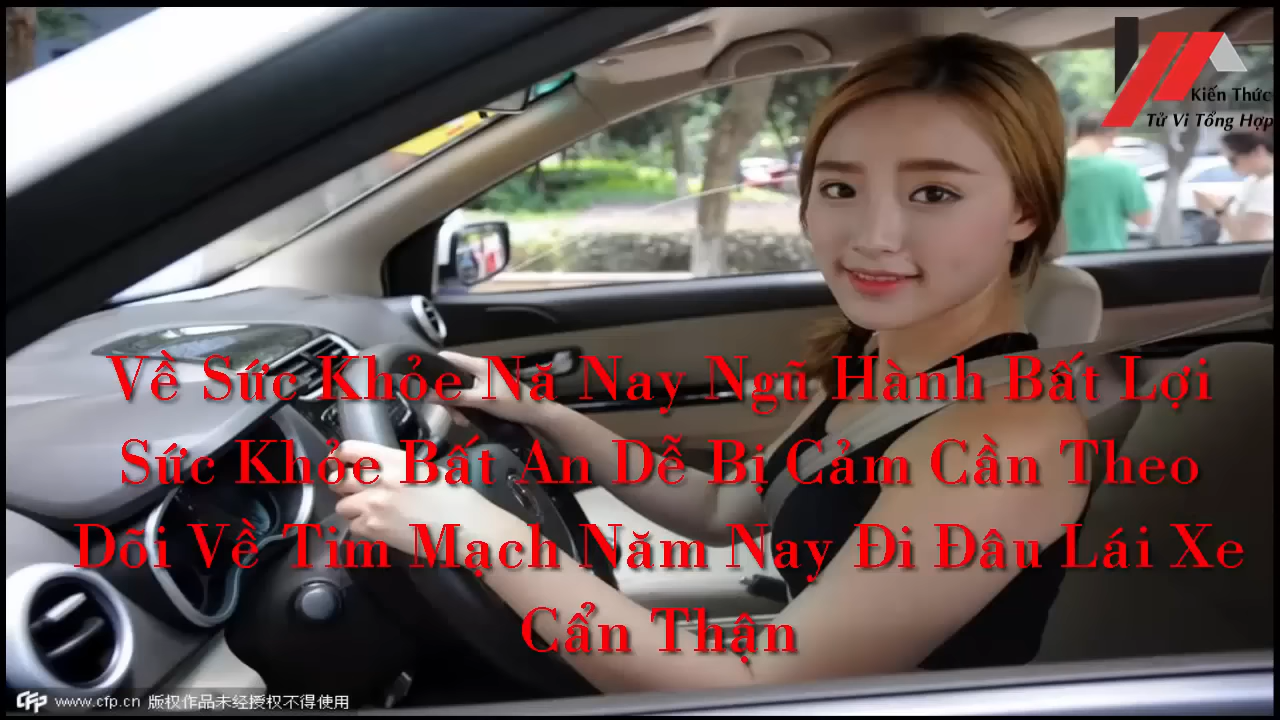 Kiến Thức
Tử Vi Tổng Hợp
Về Sức Khỏe Nă Nay Ngũ Hành Bất Lợi
Sức Khỏe Bất An Dễ Bị Cảm Cần Theo
Dõi Về Tim Mạch Năm Nay Đi Đâu Lái Xe
Cẩn Thận
CFP www.cfp.cn 版权作品未经授权不得使用